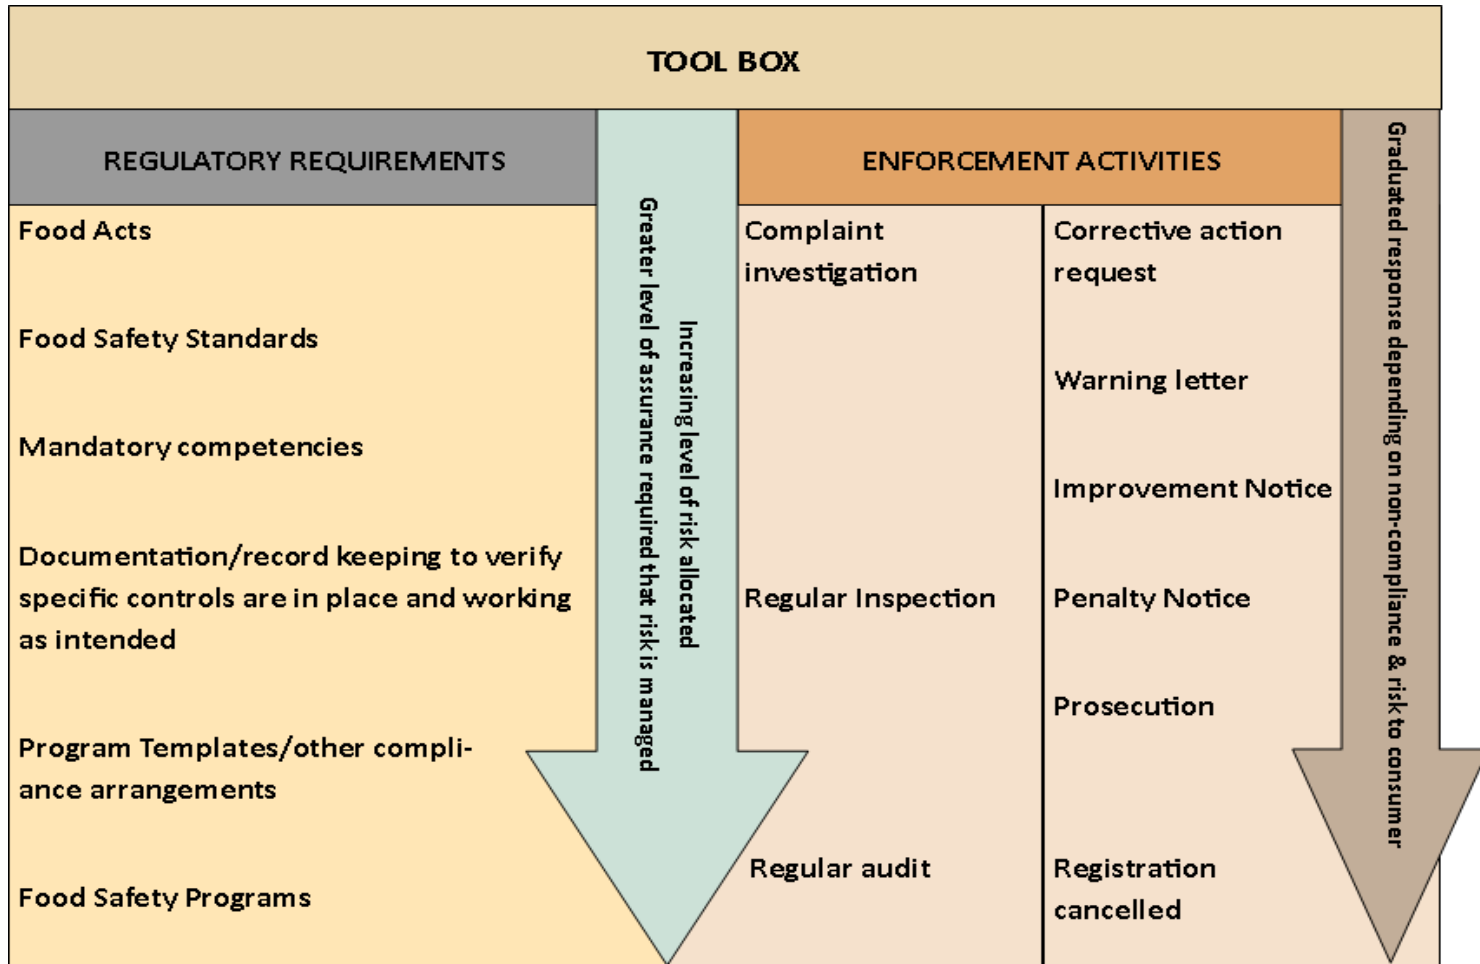 TOOL BOX
REGULATORY REQUIREMENTS
Food Acts
Food Safety Standards
Mandatory competencies
Documentation/record keeping to verify
specific controls are in place and working
as intended
Program Templates/other compli-
ance arrangements
Food Safety Programs
Increasing level of risk allocated
Greater level of assurance required that risk is managed
ENFORCEMENT ACTIVITIES
Complaint
investigation
Regular Inspection
Regular audit
Corrective action
request
Warning letter
Improvement Notice
Penalty Notice
Prosecution
Registration
cancelled
Graduated response depending on non-compliance & risk to consumer